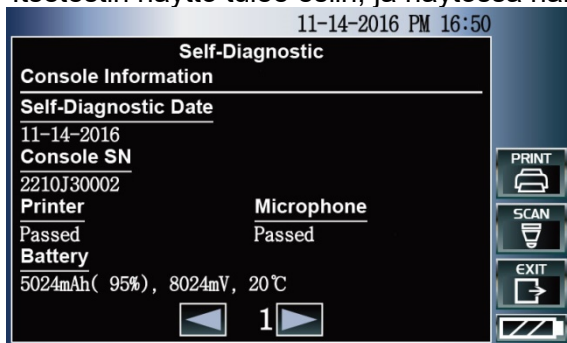 11-14-2016 PM 16:50
Self-Diagnostic
Console Information
Self-Diagnostic Date
11-14-2016
Console SN
2210J30002
Printer Microphone
Passed Passed
Battery
5024mAh( 95%), 8024mV, 20℃
1
PRINT
SCAN
EXIT